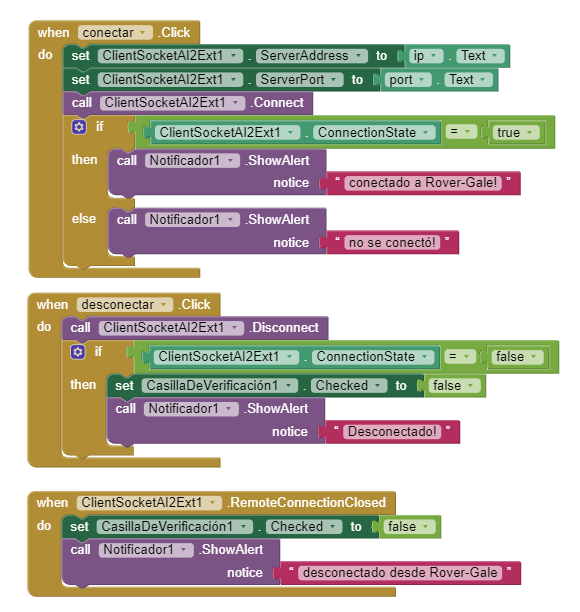 when conectar .Click
do set ClientSocketAI2Ext1 . ServerAddress to ip . Text
set ClientSocketAI2Ext1 . ServerPort to port . Text
call ClientSocketAI2Ext1 .Connect
if ClientSocketAI2Ext1 . ConnectionState = true
then call Notificador1 .ShowAlert
notice " conectado a Rover-Gale! "
else call Notificador1 .ShowAlert
notice " no se conectó! "
when desconectar .Click
do call ClientSocketAI2Ext1 .Disconnect
if ClientSocketAI2Ext1 . ConnectionState = false
then set CasillaDeVerificación1 . Checked to false
call Notificador1 .ShowAlert
notice " Desconectado! "
when ClientSocketAI2Ext1 .RemoteConnectionClosed
do set CasillaDeVerificación1 . Checked to false
call Notificador1 .ShowAlert
notice " desconectado desde Rover-Gale "